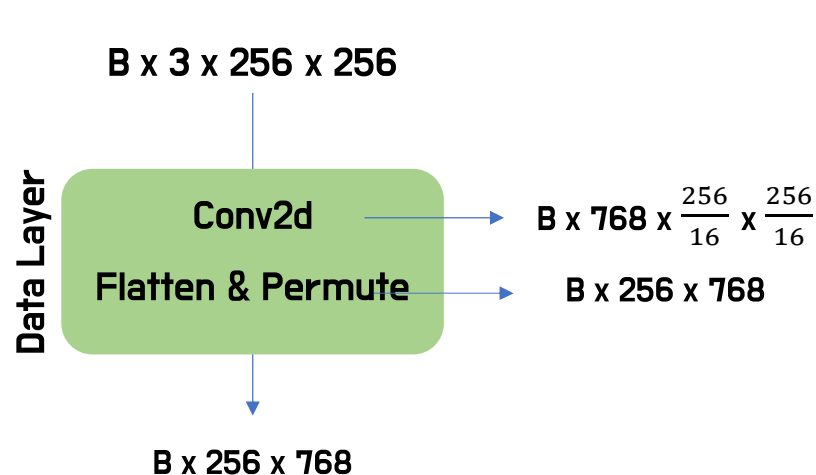 B x 3 x 256 x 256
Data Layer
Conv2d
B x 768 x 256/16 x 256/16
Flatten & Permute
B x 256 x 768
B x 256 x 768